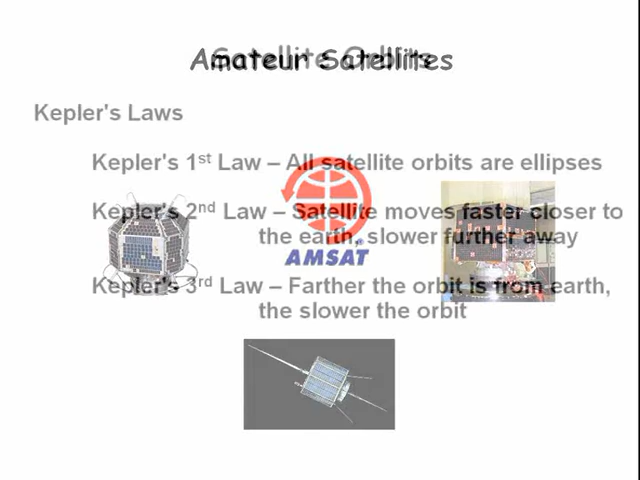 Amateur Satellites
Satellite Orbits
Kepler's Laws
Kepler's 1st Law – All satellite orbits are ellipses
Kepler's 2nd Law – Satellite moves faster closer to
the earth, slower further away
AMSAT®
Kepler's 3rd Law – Farther the orbit is from earth,
the slower the orbit